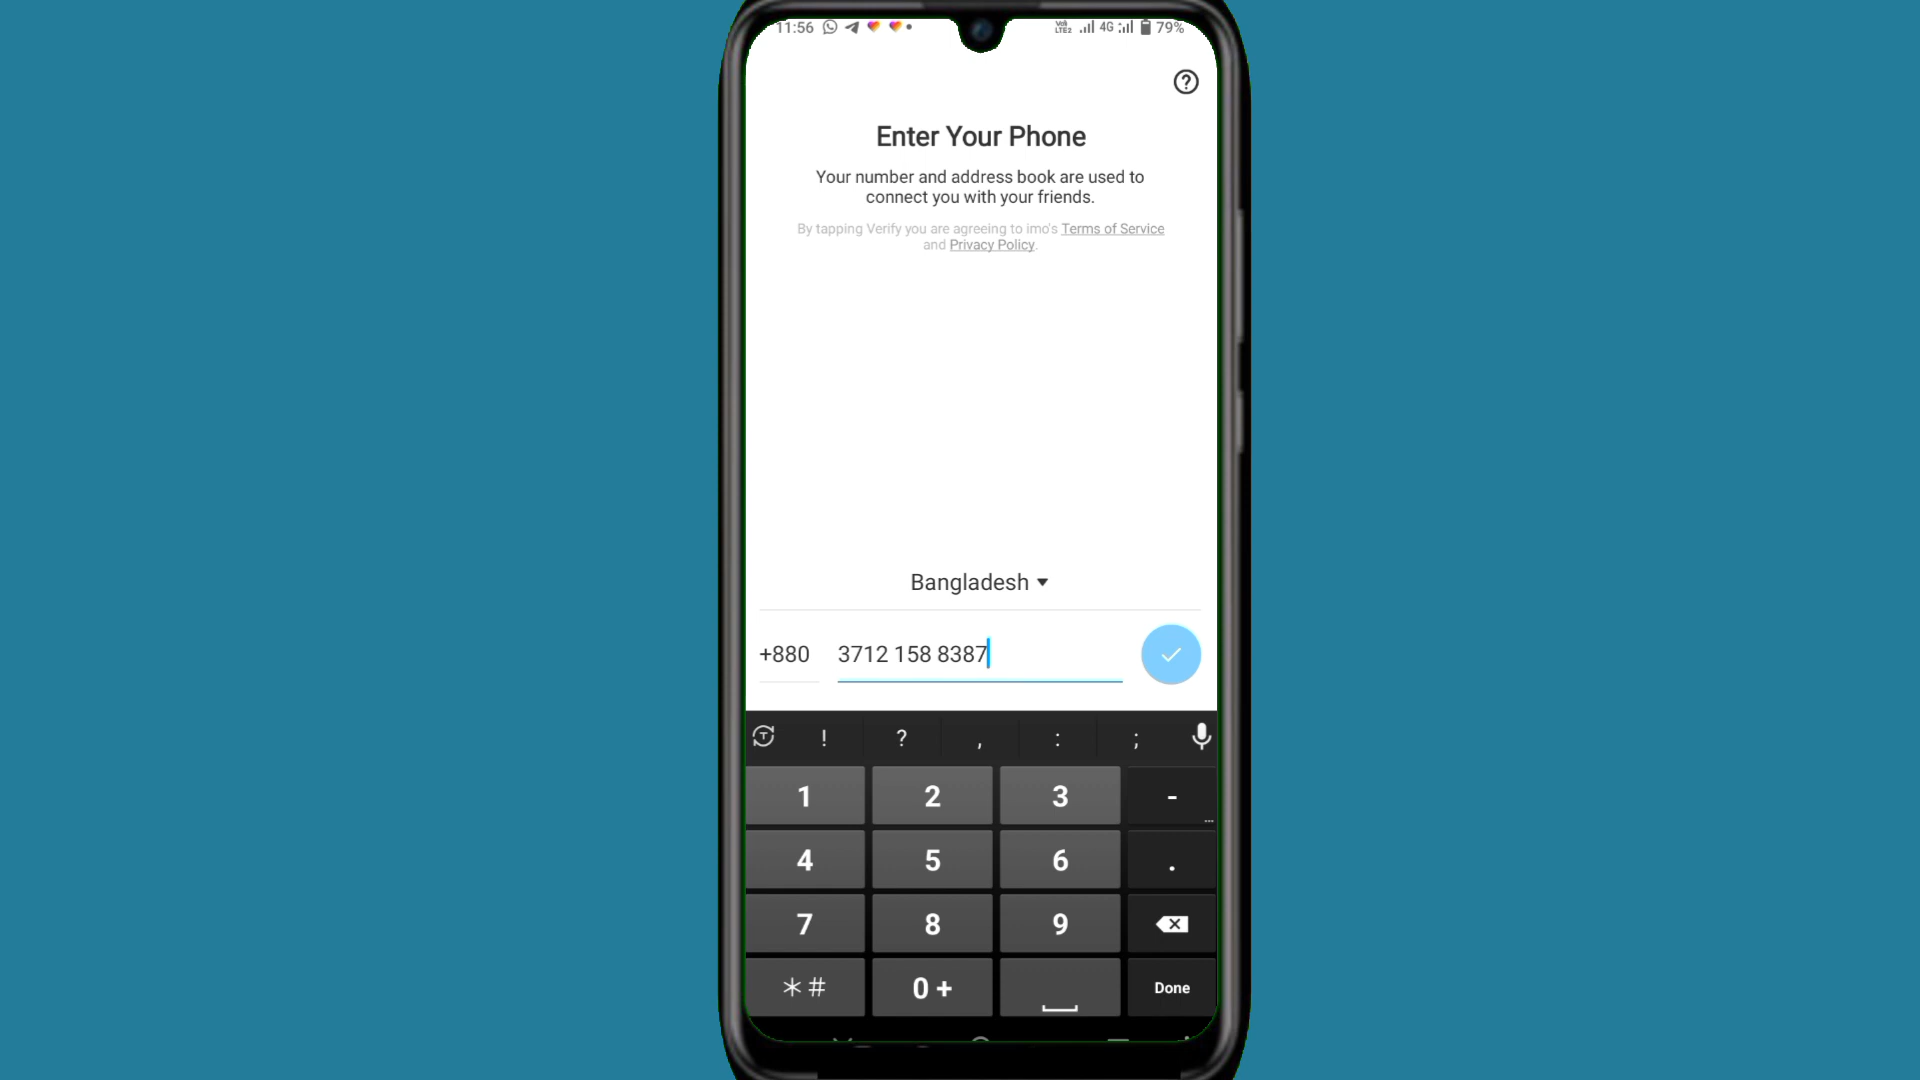 11:56 Vo) LTE2 4G 79%
Enter Your Phone
Your number and address book are used to
connect you with your friends.
By tapping Verify you are agreeing to imo's Terms of Service
and Privacy Policy.
Bangladesh
+880 3712 158 8387
! ? , : ;
1 2 3 -
4 5 6 .
7 8 9
*# 0 + Done